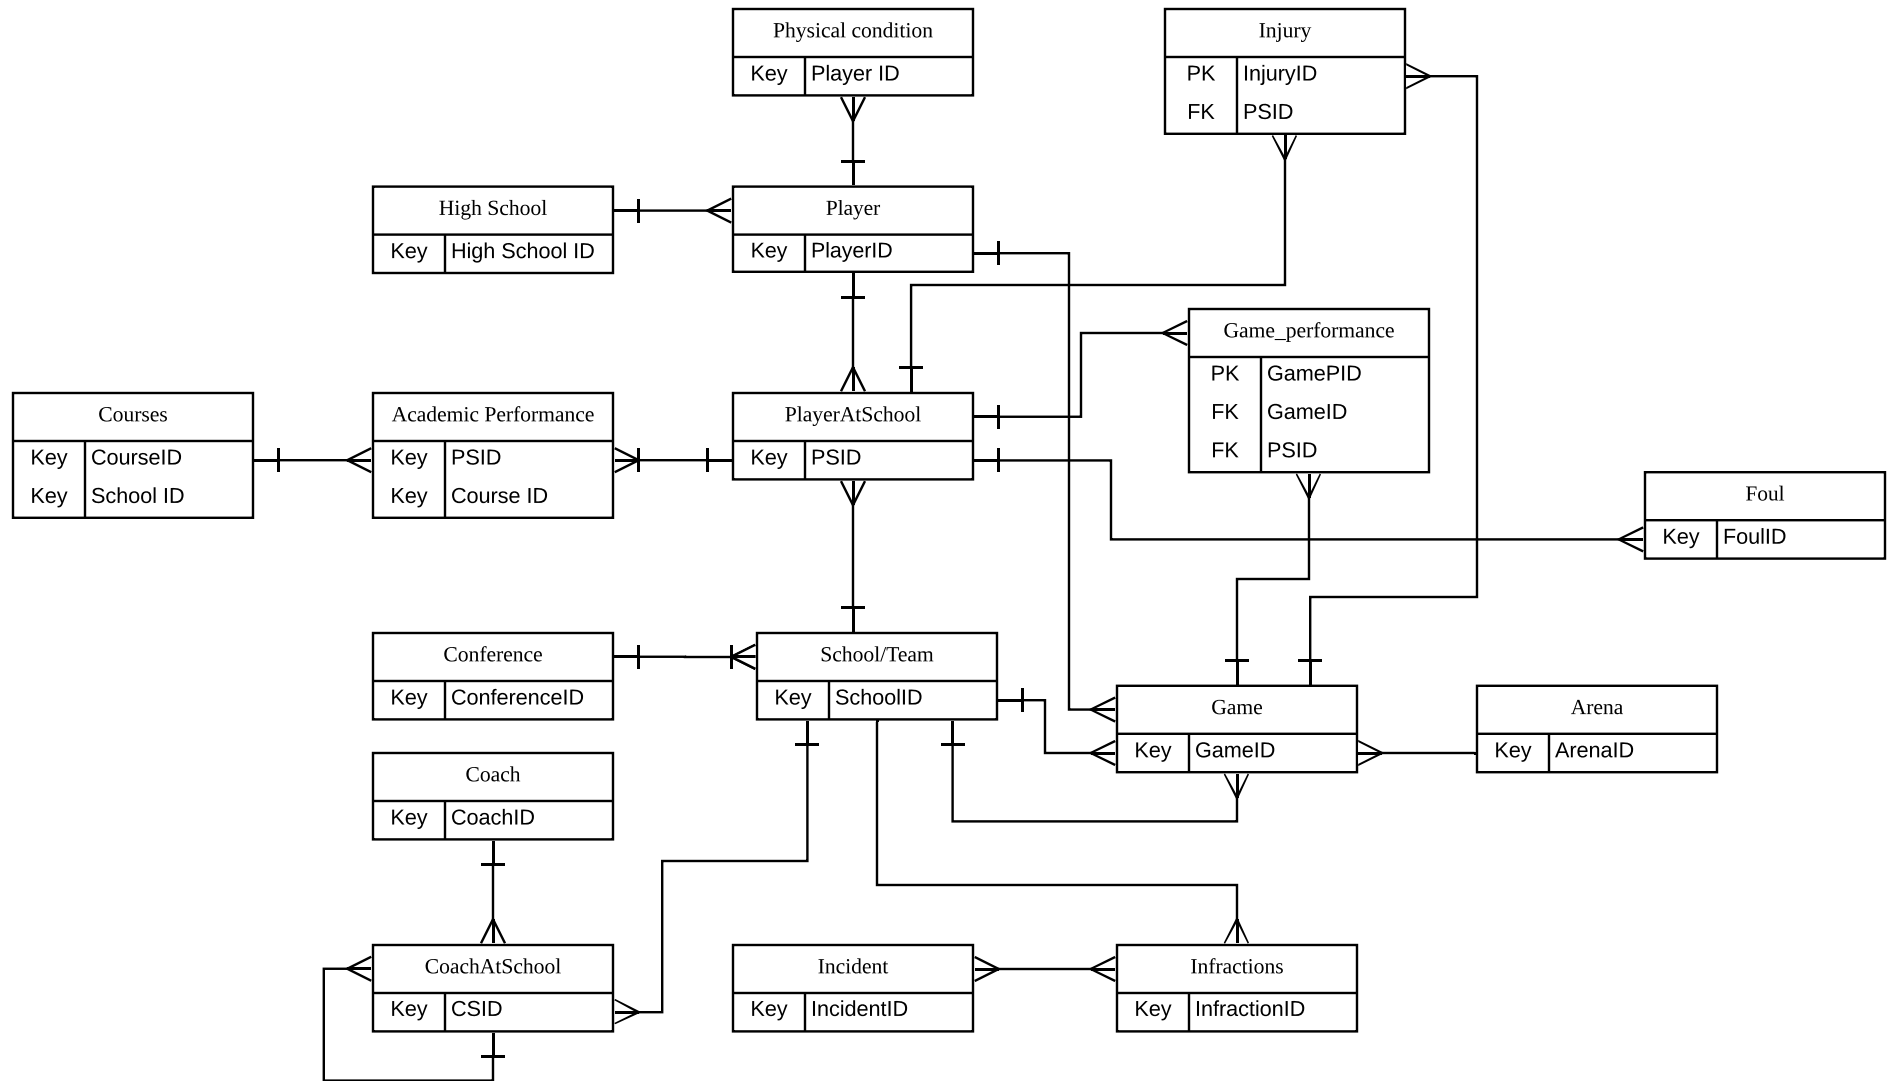 Physical condition
Key Player ID
Injury
PK InjuryID
FK PSID
High School
Key High School ID
Player
Key PlayerID
Game_performance
PK GamePID
FK GameID
FK PSID
Courses
Key CourseID
Key School ID
Academic Performance
Key PSID
Key Course ID
PlayerAtSchool
Key PSID
Foul
Key FoulID
Conference
Key ConferenceID
School/Team
Key SchoolID
Game
Key GameID
Arena
Key ArenaID
Coach
Key CoachID
CoachAtSchool
Key CSID
Incident
Key IncidentID
Infractions
Key InfractionID